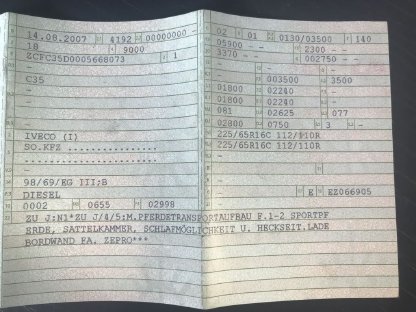 14.08.2007 4192 00000000 -
18 4 9000
ZCFC35D0005668073 1
C35
-
-
IVECO (I)
SO.KFZ ................
......................
-
98/69/EG III;B
DIESEL
0002 0655 02998
02 01 0130/03500 140
05900 - - 2300 - -
3370 - - 002750 - -
- - 003500 3500
01800 02240 -
01800 02240 -
081 02625 077
02800 0750 3 -
225/65R16C 112/110R
225/65R16C 112/110R
-
-
- E EZ066905
ZU J:N1*ZU J/4/5:M.PFERDETRANSPORTAUFBAU F.1-2 SPORTPF
ERDE, SATTELKAMMER, SCHLAFMÖGLICHKEIT U. HECKSEIT.LADE
BORDWAND FA. ZEPRO***